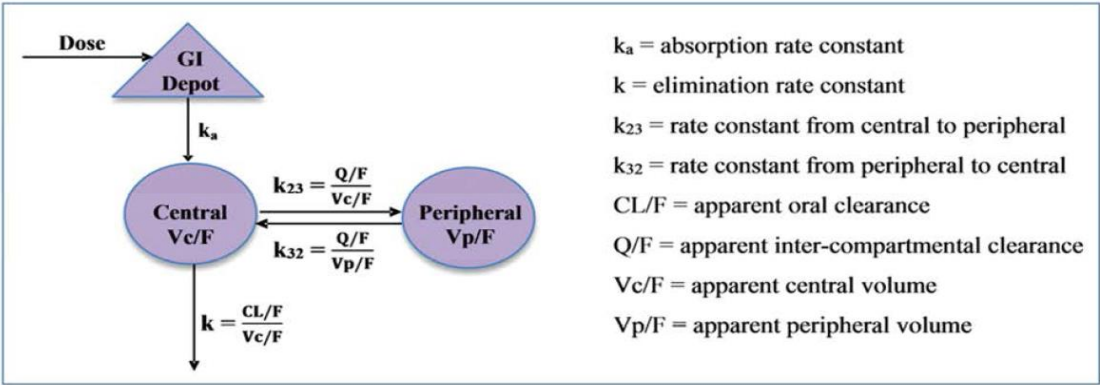 Dose
GI
Depot
kₐ
Central
Vc/F
k₂₃ = Q/F
Vc/F
k₃₂ = Q/F
Vp/F
Peripheral
Vp/F
k = CL/F
Vc/F
kₐ = absorption rate constant
k = elimination rate constant
k₂₃ = rate constant from central to peripheral
k₃₂ = rate constant from peripheral to central
CL/F = apparent oral clearance
Q/F = apparent inter-compartmental clearance
Vc/F = apparent central volume
Vp/F = apparent peripheral volume